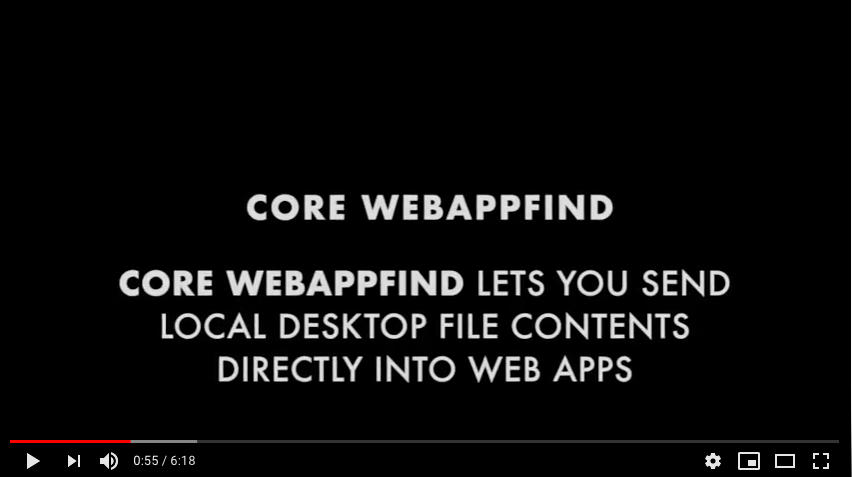 CORE WEBAPPFIND
CORE WEBAPPFIND LETS YOU SEND
LOCAL DESKTOP FILE CONTENTS
DIRECTLY INTO WEB APPS
0:55 / 6:18